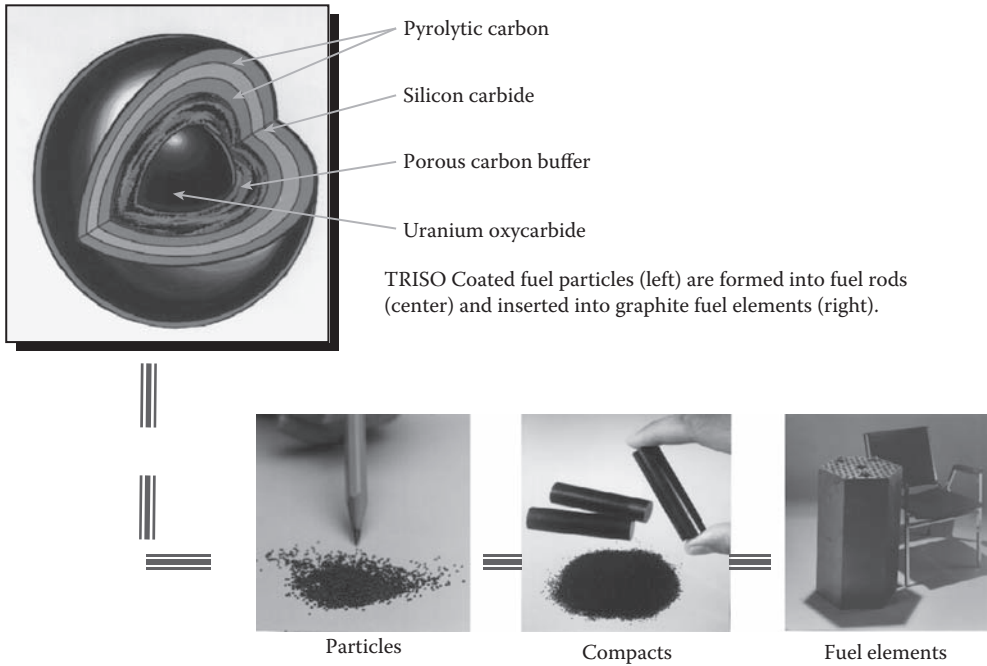 Pyrolytic carbon
Silicon carbide
Porous carbon buffer
Uranium oxycarbide
TRISO Coated fuel particles (left) are formed into fuel rods
(center) and inserted into graphite fuel elements (right).
Particles
Compacts
Fuel elements